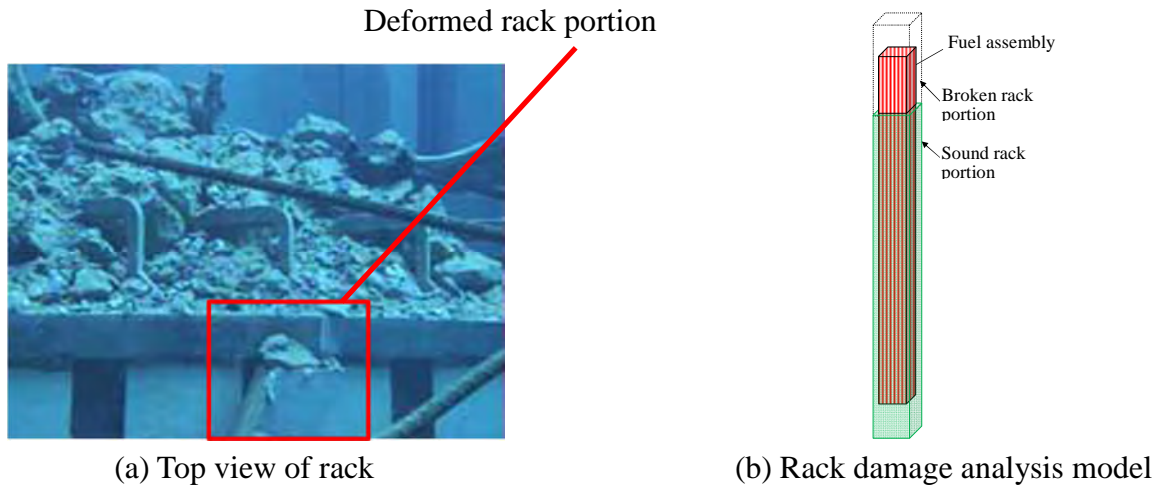 Deformed rack portion
Fuel assembly
Broken rack
portion
Sound rack
portion
(a) Top view of rack
(b) Rack damage analysis model